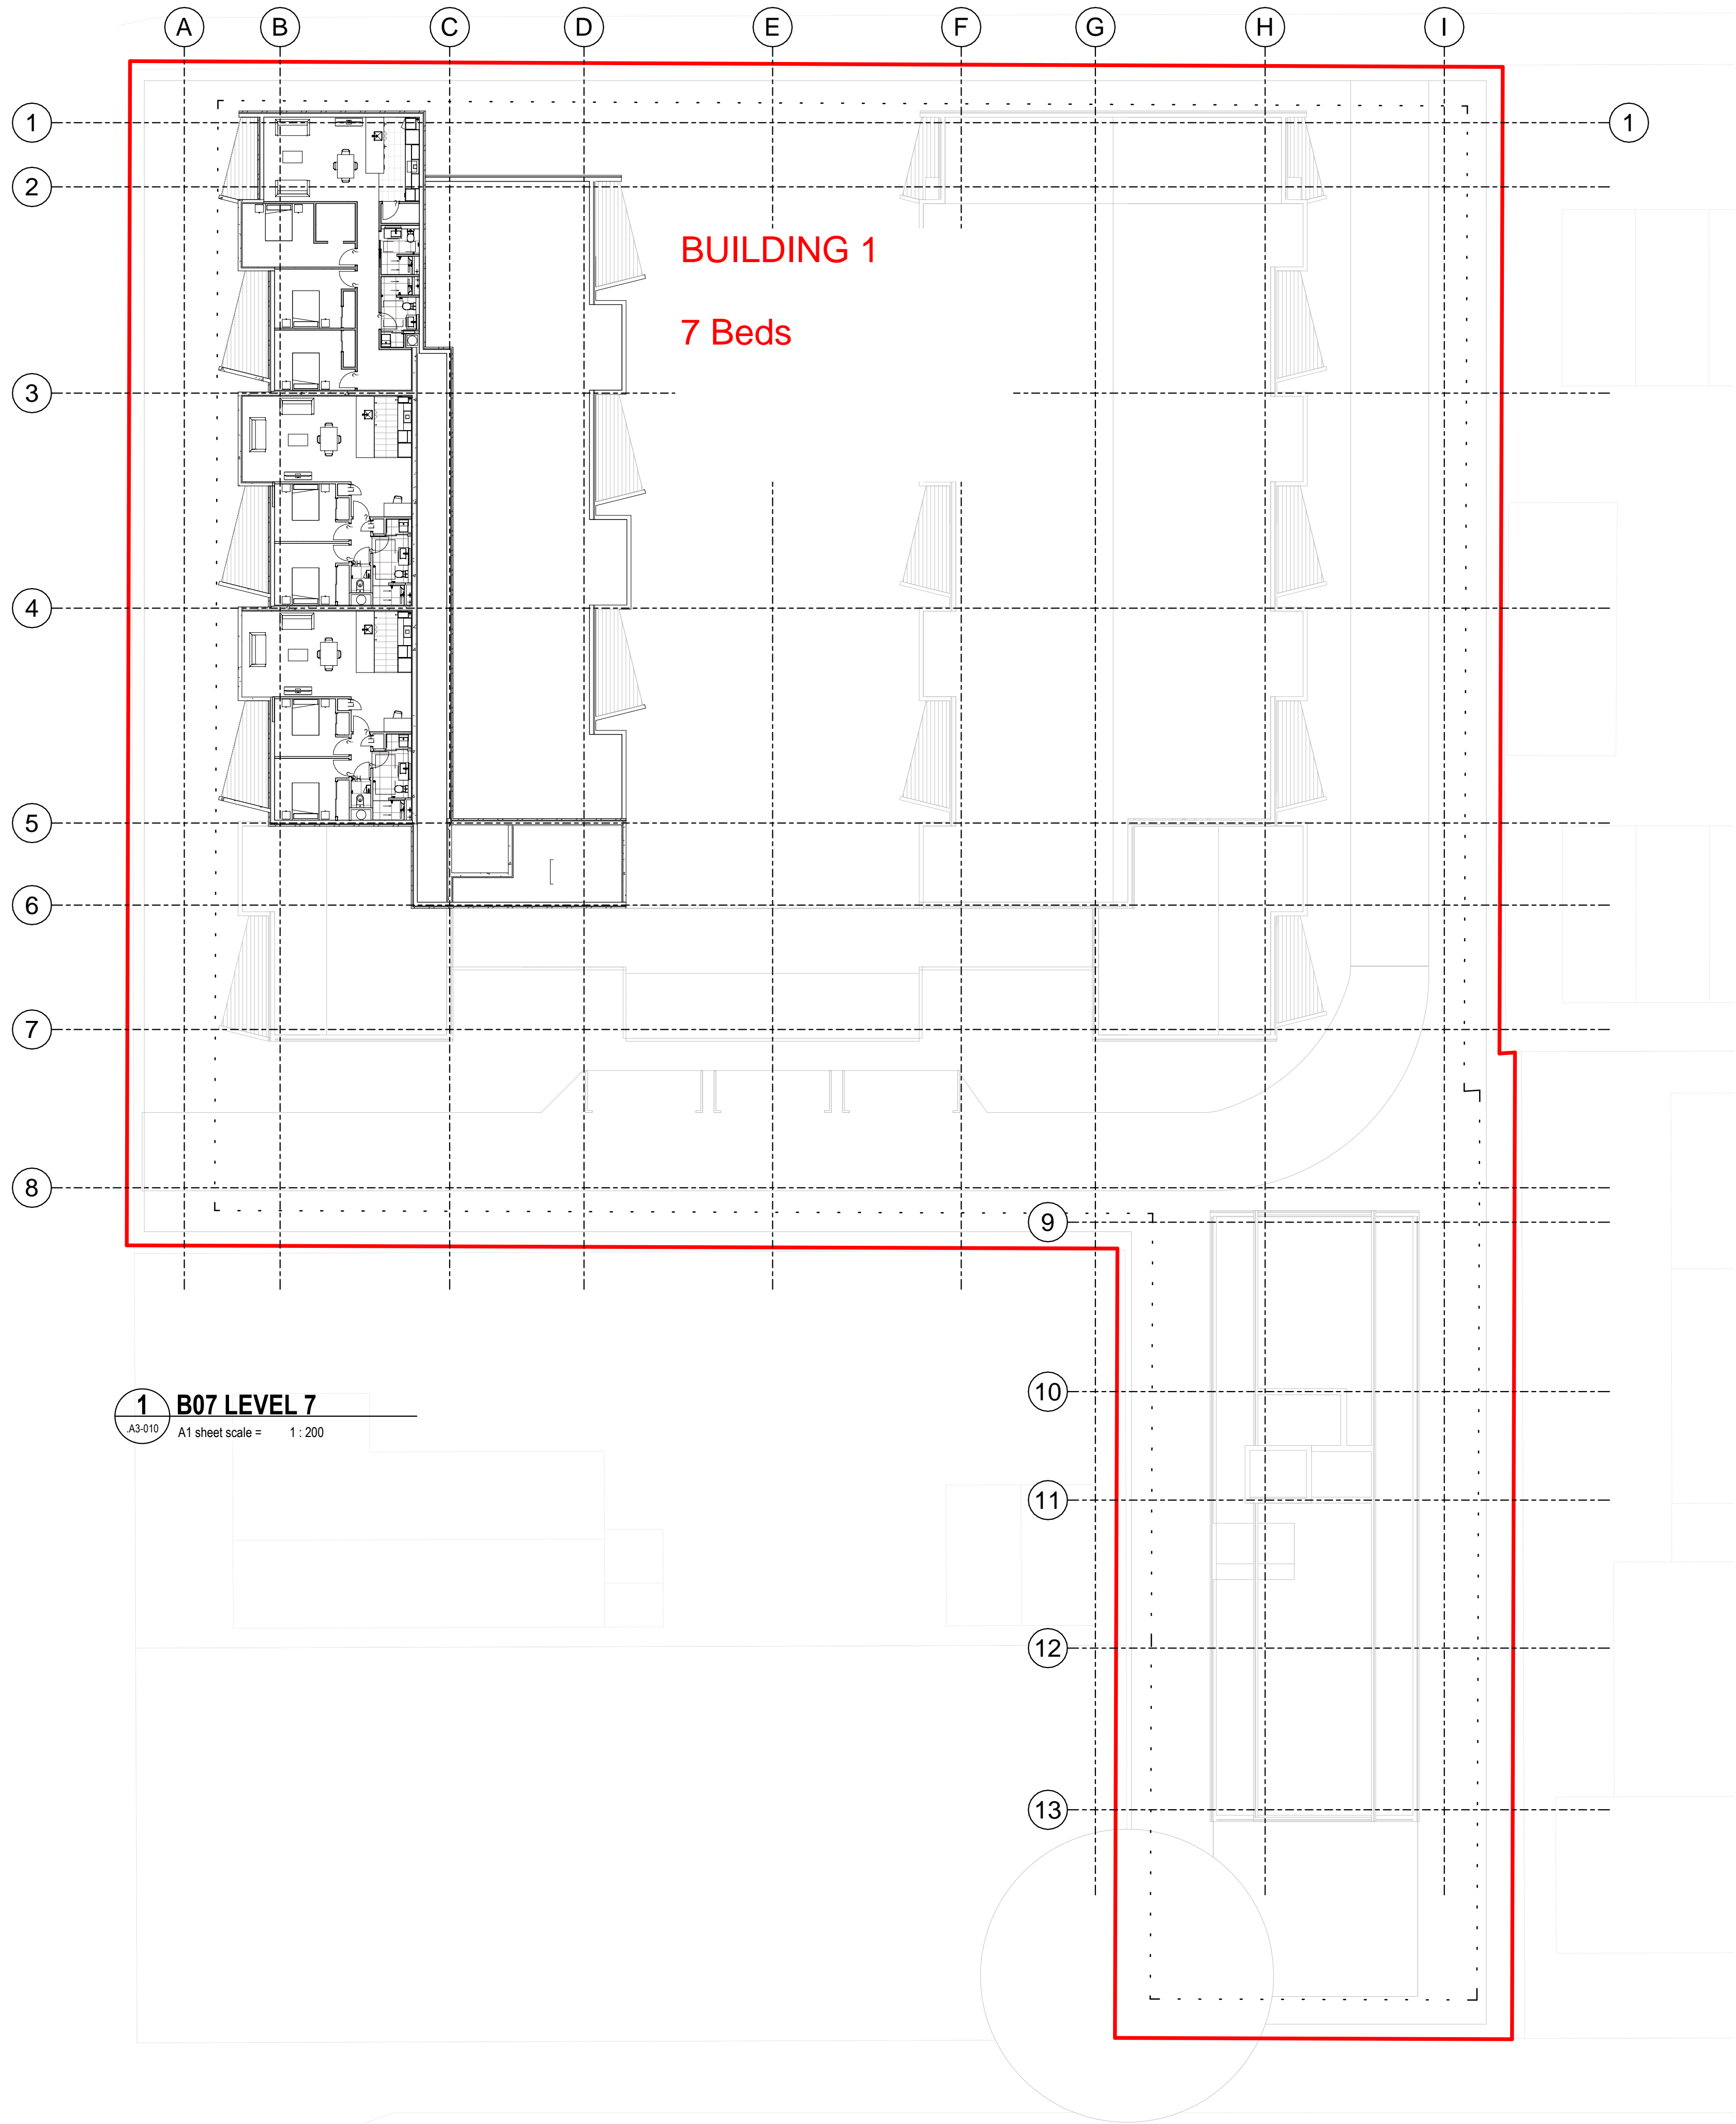 A B C D E F G H I
1 1
2
BUILDING 1
7 Beds
3
4
5
6
7
8
9
1 B07 LEVEL 7
.A3-010 A1 sheet scale = 1 : 200
10
11
12
13